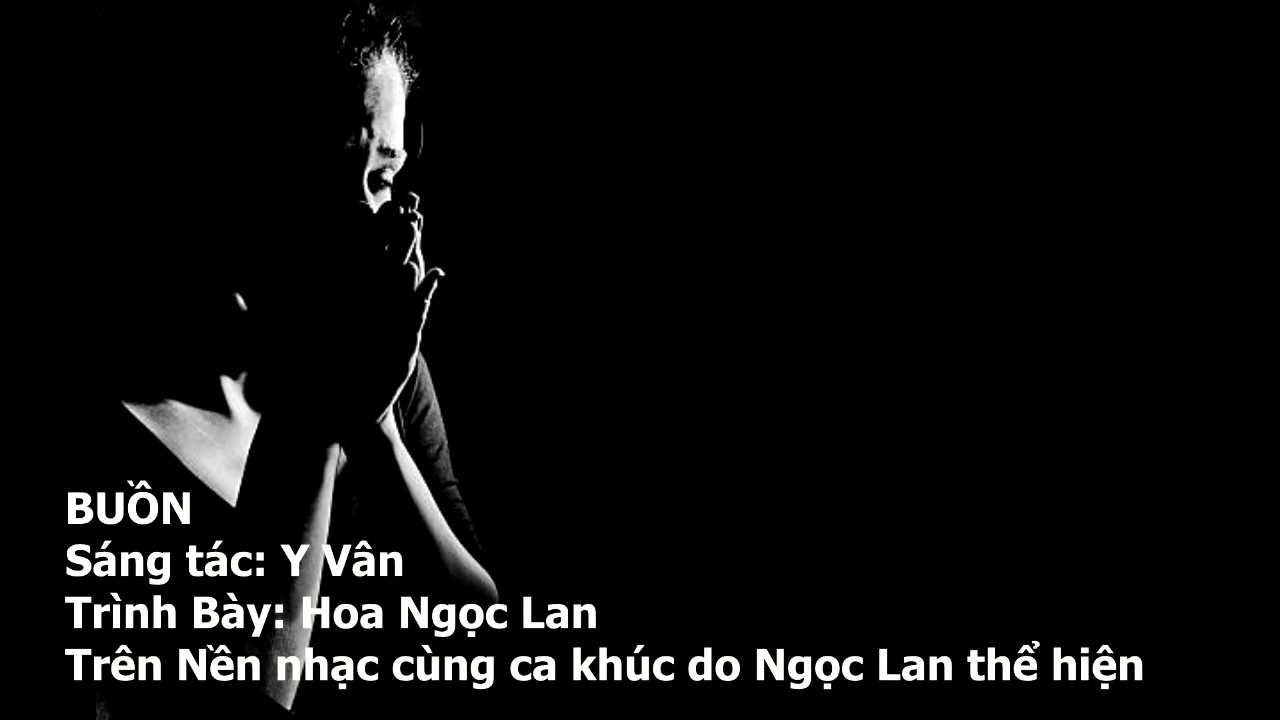 BUỒN
Sáng tác: Y Vân
Trình Bày: Hoa Ngọc Lan
Trên Nền nhạc cùng ca khúc do Ngọc Lan thể hiện